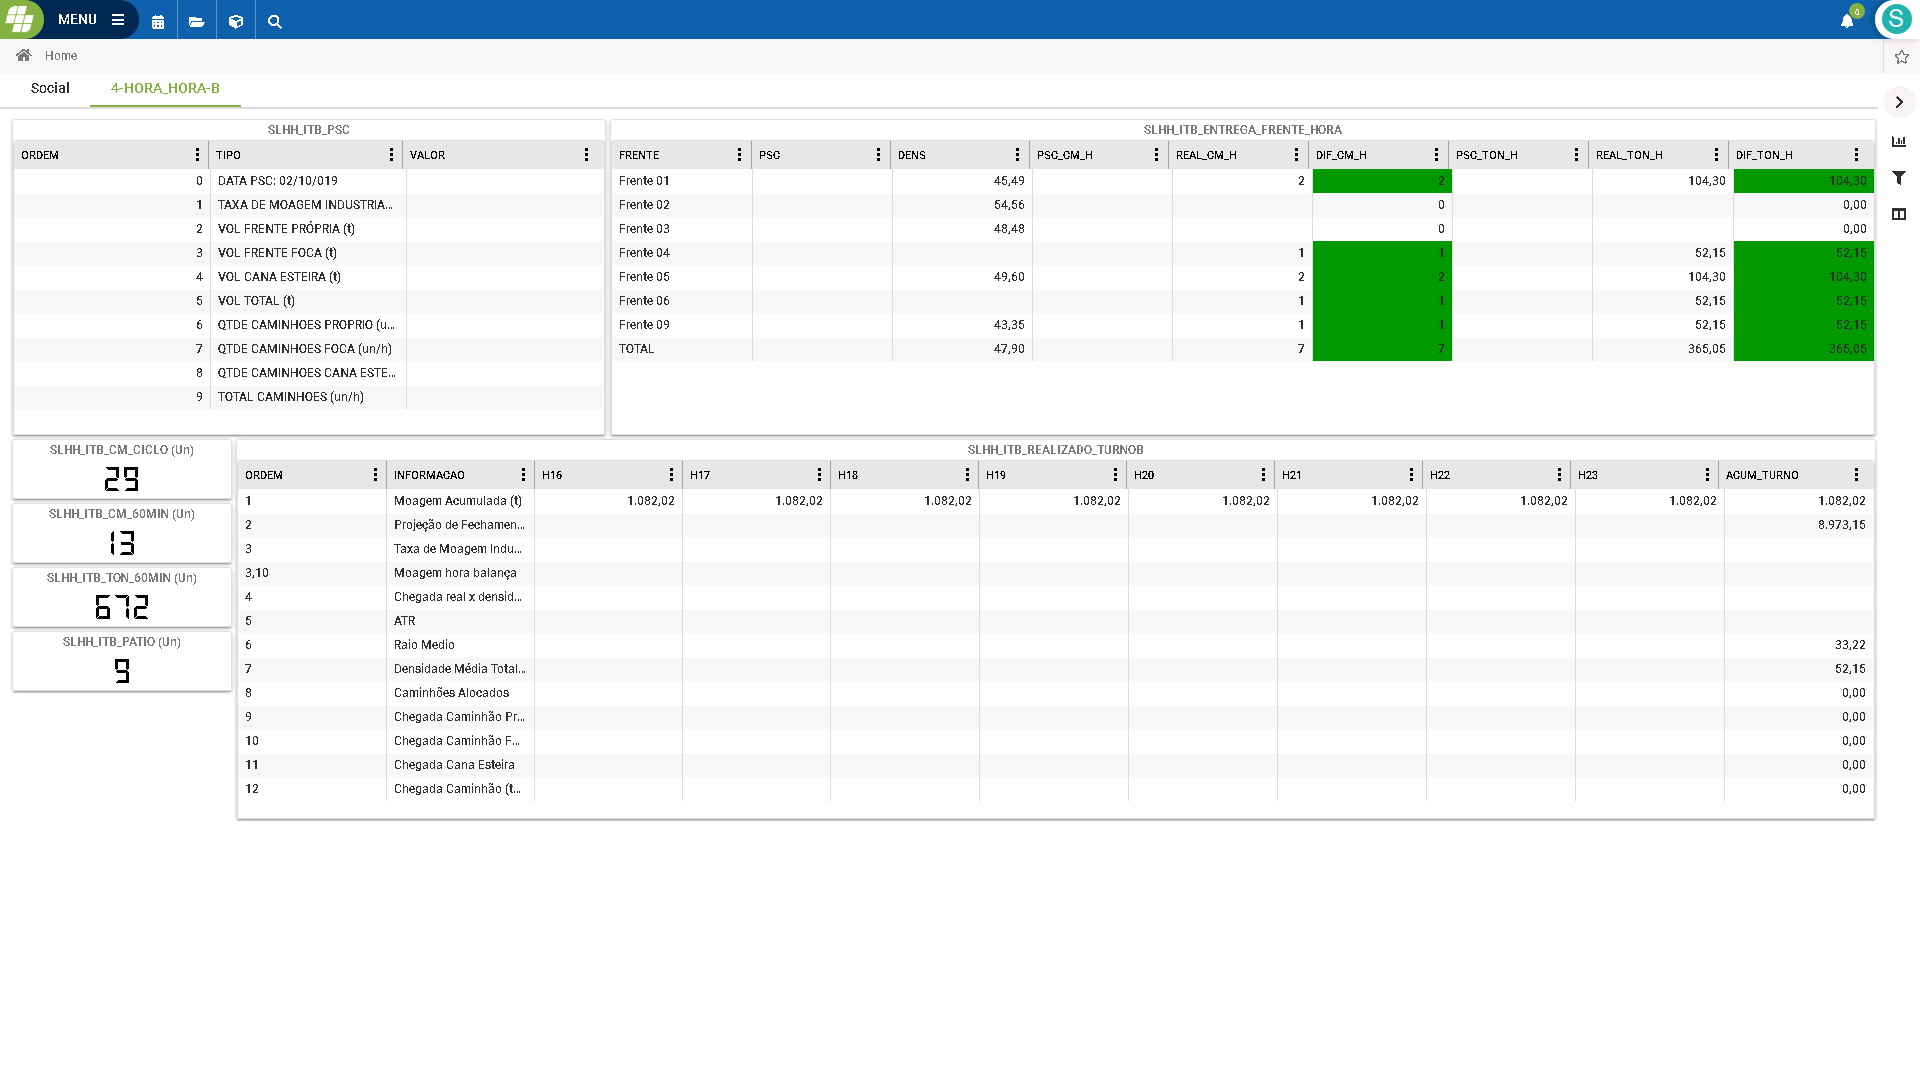 MENU
0
S
Home
Social 4-HORA_HORA-B
SLHH_ITB_PSC
ORDEM TIPO VALOR
0 DATA PSC: 02/10/019
1 TAXA DE MOAGEM INDUSTRIA...
2 VOL FRENTE PRÓPRIA (t)
3 VOL FRENTE FOCA (t)
4 VOL CANA ESTEIRA (t)
5 VOL TOTAL (t)
6 QTDE CAMINHOES PROPRIO (u...
7 QTDE CAMINHOES FOCA (un/h)
8 QTDE CAMINHOES CANA ESTE...
9 TOTAL CAMINHOES (un/h)
SLHH_ITB_ENTREGA_FRENTE_HORA
FRENTE PSC DENS PSC_CM_H REAL_CM_H DIF_CM_H PSC_TON_H REAL_TON_H DIF_TON_H
Frente 01 45,49 2 2 104,30 104,30
Frente 02 54,56 0 0,00
Frente 03 48,48 0 0,00
Frente 04 1 1 52,15 52,15
Frente 05 49,60 2 2 104,30 104,30
Frente 06 1 1 52,15 52,15
Frente 09 43,35 1 1 52,15 52,15
TOTAL 47,90 7 7 365,05 365,05
SLHH_ITB_CM_CICLO (Un)
29
SLHH_ITB_CM_60MIN (Un)
13
SLHH_ITB_TON_60MIN (Un)
672
SLHH_ITB_PATIO (Un)
9
SLHH_ITB_REALIZADO_TURNOB
ORDEM INFORMACAO H16 H17 H18 H19 H20 H21 H22 H23 ACUM_TURNO
1 Moagem Acumulada (t) 1.082,02 1.082,02 1.082,02 1.082,02 1.082,02 1.082,02 1.082,02 1.082,02 1.082,02
2 Projeção de Fechamen... 8.973,15
3 Taxa de Moagem Indu...
3,10 Moagem hora balança
4 Chegada real x densid...
5 ATR
6 Raio Medio 33,22
7 Densidade Média Total... 52,15
8 Caminhões Alocados 0,00
9 Chegada Caminhão Pr... 0,00
10 Chegada Caminhão F... 0,00
11 Chegada Cana Esteira 0,00
12 Chegada Caminhão (t... 0,00